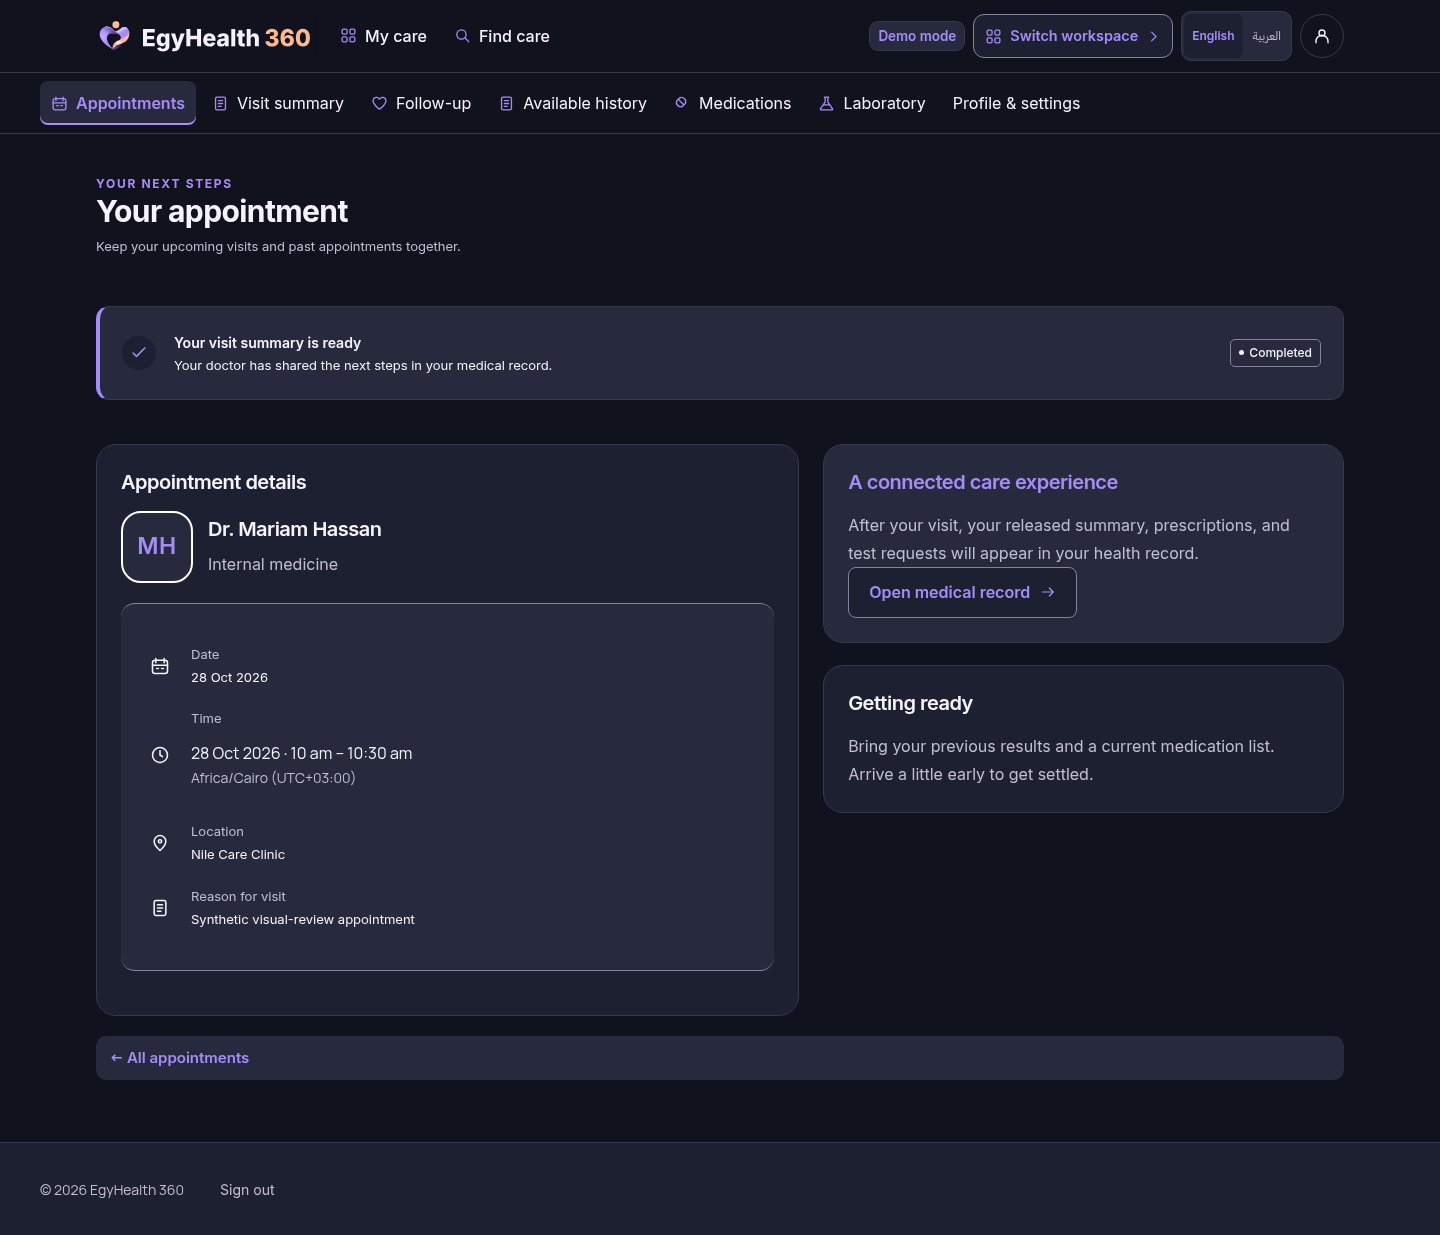 EgyHealth 360
My care
Find care
Demo mode
Switch workspace
English
العربية
Appointments
Visit summary
Follow-up
Available history
Medications
Laboratory
Profile & settings
YOUR NEXT STEPS
Your appointment
Keep your upcoming visits and past appointments together.
Your visit summary is ready
Your doctor has shared the next steps in your medical record.
Completed
Appointment details
MH
Dr. Mariam Hassan
Internal medicine
Date
28 Oct 2026
Time
28 Oct 2026 · 10 am – 10:30 am
Africa/Cairo (UTC+03:00)
Location
Nile Care Clinic
Reason for visit
Synthetic visual-review appointment
A connected care experience
After your visit, your released summary, prescriptions, and
test requests will appear in your health record.
Open medical record →
Getting ready
Bring your previous results and a current medication list.
Arrive a little early to get settled.
← All appointments
© 2026 EgyHealth 360
Sign out